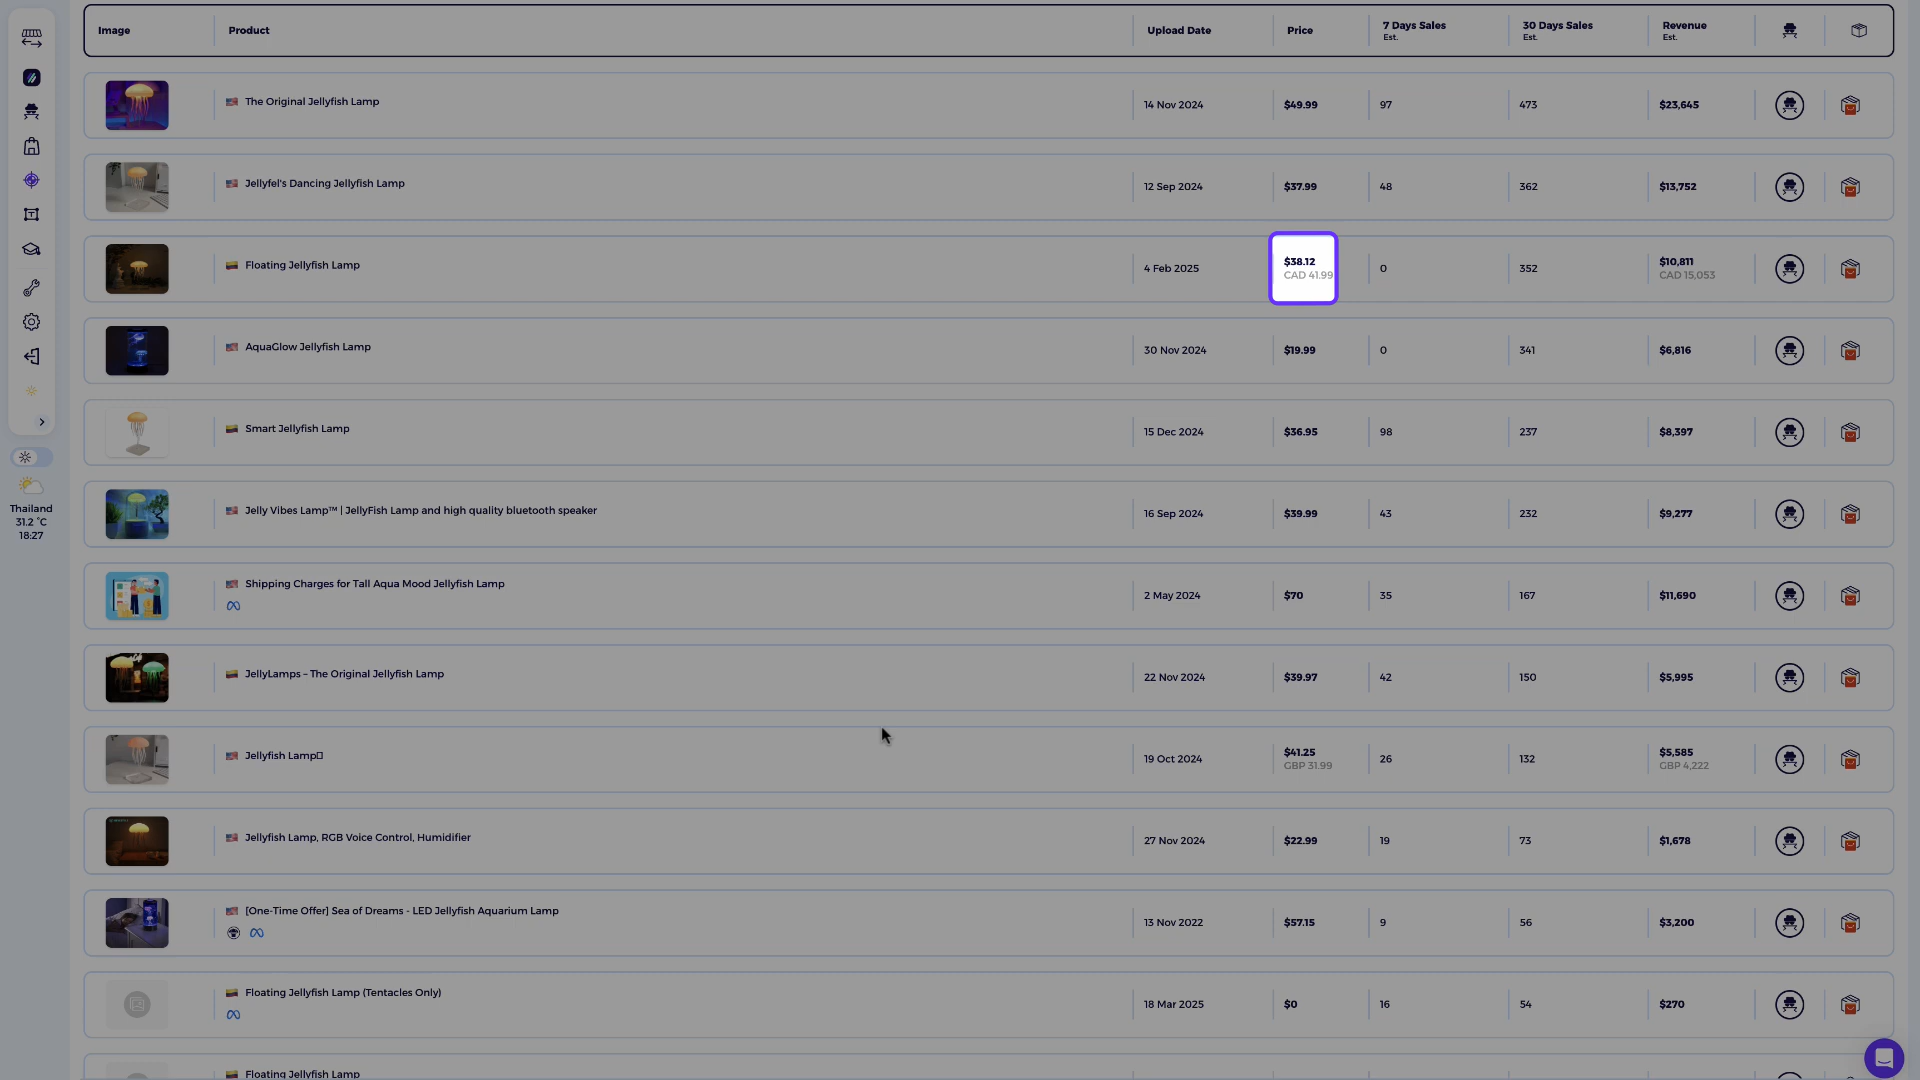 Image
Product
Upload Date
Price
7 Days Sales
Est.
30 Days Sales
Est.
Revenue
Est.
The Original Jellyfish Lamp
14 Nov 2024
$49.99
97
473
$23,645
Jellyfel's Dancing Jellyfish Lamp
12 Sep 2024
$37.99
48
362
$13,752
Floating Jellyfish Lamp
4 Feb 2025
$38.12
CAD 41.99
0
352
$10,811
CAD 15,053
AquaGlow Jellyfish Lamp
30 Nov 2024
$19.99
0
341
$6,816
Smart Jellyfish Lamp
15 Dec 2024
$36.95
98
237
$8,397
Jelly Vibes Lamp™ | JellyFish Lamp and high quality bluetooth speaker
16 Sep 2024
$39.99
43
232
$9,277
Shipping Charges for Tall Aqua Mood Jellyfish Lamp
2 May 2024
$70
35
167
$11,690
JellyLamps – The Original Jellyfish Lamp
22 Nov 2024
$39.97
42
150
$5,995
Jellyfish Lamp
19 Oct 2024
$41.25
GBP 31.99
26
132
$5,585
GBP 4,222
Jellyfish Lamp, RGB Voice Control, Humidifier
27 Nov 2024
$22.99
19
73
$1,678
[One-Time Offer] Sea of Dreams - LED Jellyfish Aquarium Lamp
13 Nov 2022
$57.15
9
56
$3,200
Floating Jellyfish Lamp (Tentacles Only)
18 Mar 2025
$0
16
54
$270
Floating Jellyfish Lamp
Thailand
31.2 °C
18:27